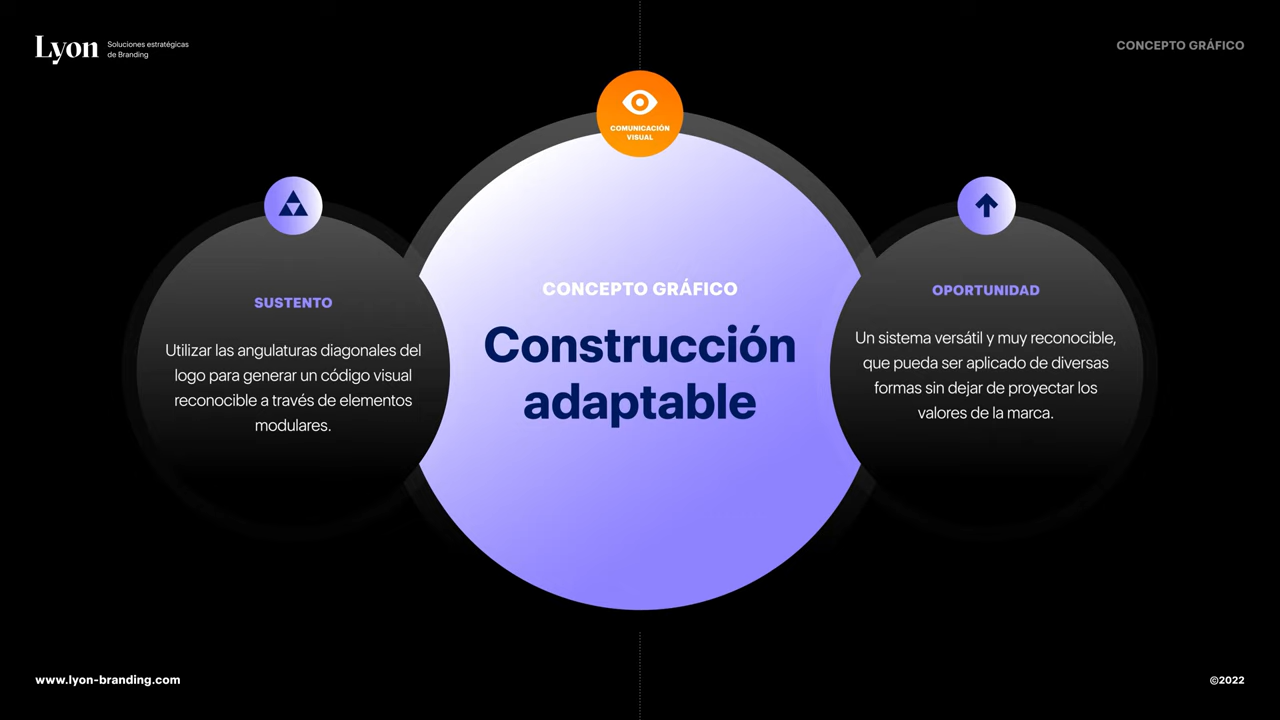 Lyon
Soluciones estratégicas
de Branding
CONCEPTO GRÁFICO
COMUNICACIÓN
VISUAL
SUSTENTO
Utilizar las angulaturas diagonales del
logo para generar un código visual
reconocible a través de elementos
modulares.
CONCEPTO GRÁFICO
Construcción
adaptable
OPORTUNIDAD
Un sistema versátil y muy reconocible,
que pueda ser aplicado de diversas
formas sin dejar de proyectar los
valores de la marca.
www.lyon-branding.com
©2022